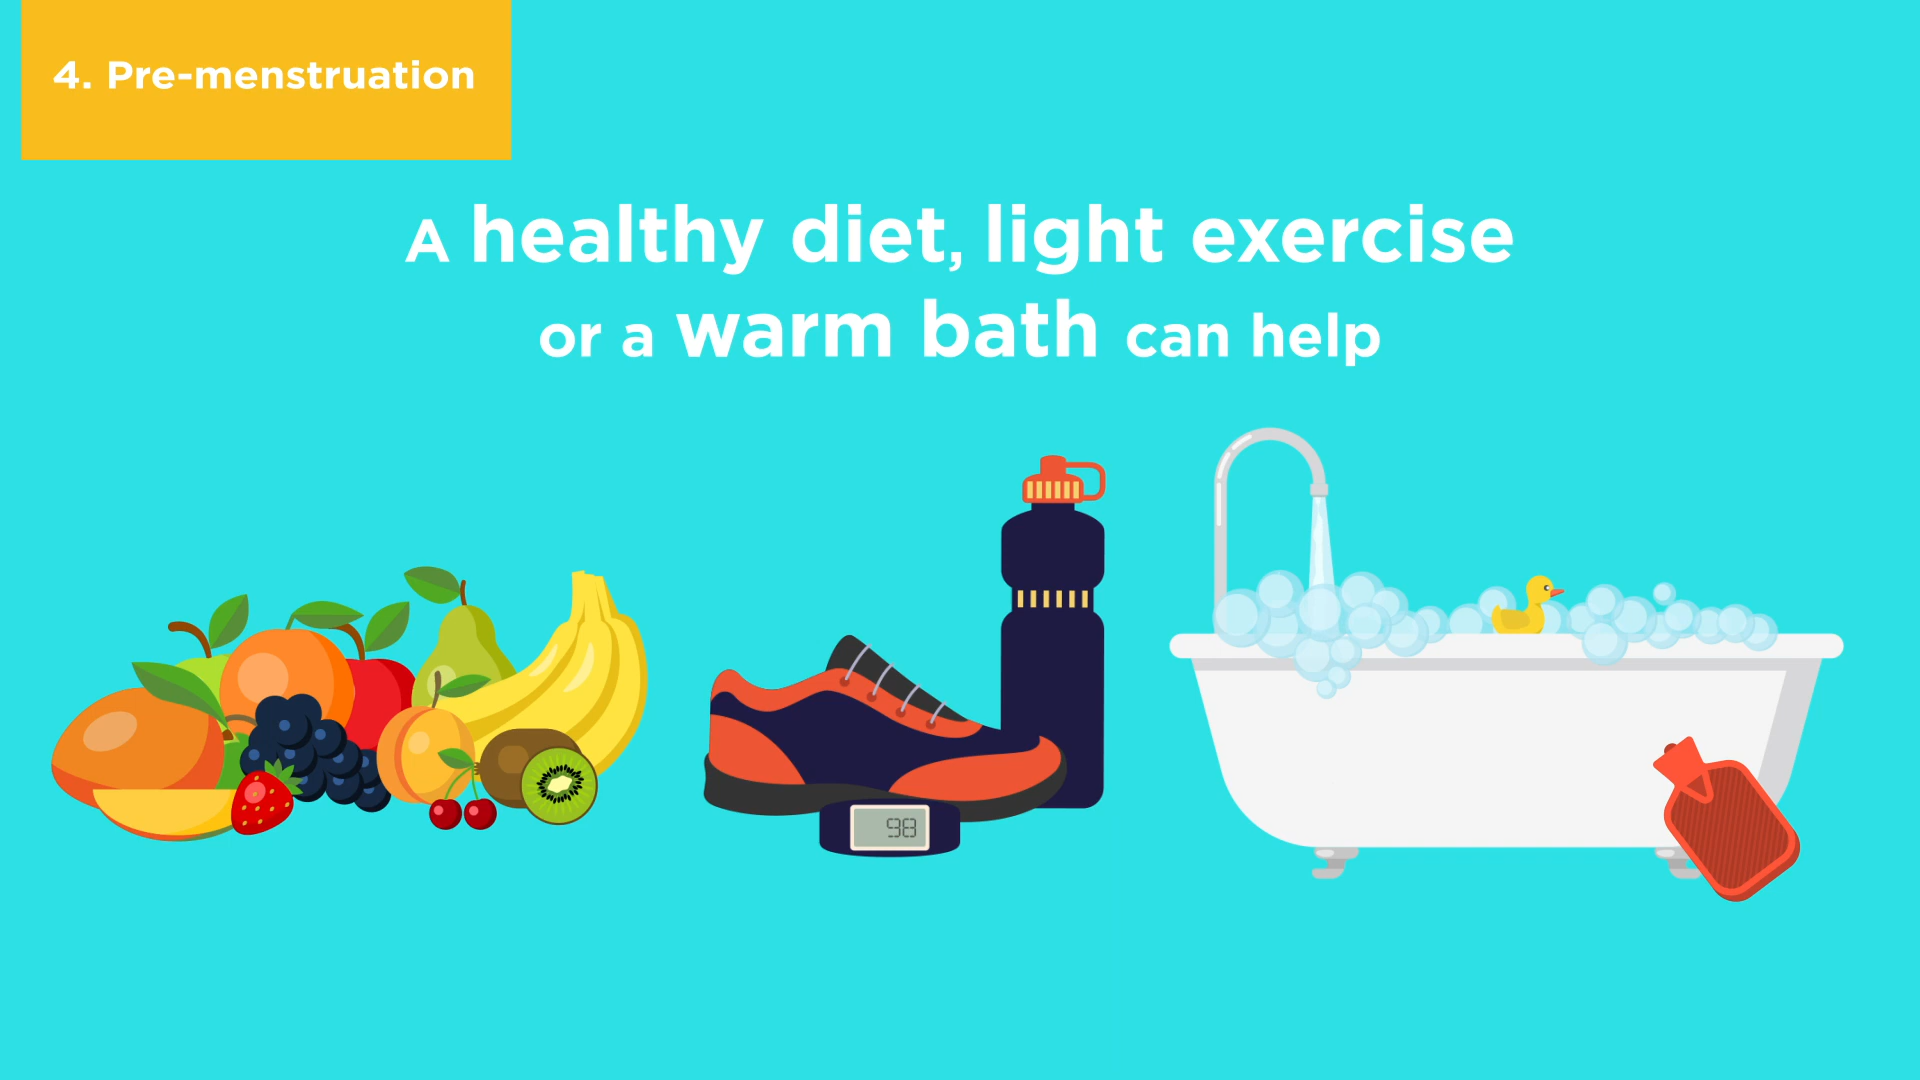 4. Pre-menstruation
A healthy diet, light exercise
or a warm bath can help
98